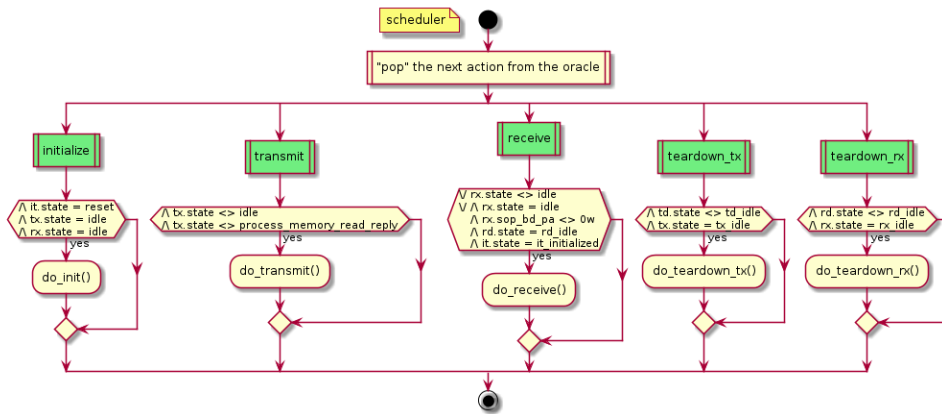 scheduler
"pop" the next action from the oracle
initialize
/\ it.state = reset
/\ tx.state = idle
/\ rx.state = idle
yes
do_init()
transmit
/\ tx.state <> idle
/\ tx.state <> process_memory_read_reply
yes
do_transmit()
receive
\/ rx.state <> idle
\/ /\ rx.state = idle
/\ rx.sop_bd_pa <> 0w
/\ rd.state = rd_idle
/\ it.state = it_initialized
yes
do_receive()
teardown_tx
/\ td.state <> td_idle
/\ tx.state = tx_idle
yes
do_teardown_tx()
teardown_rx
/\ rd.state <> rd_idle
/\ rx.state = rx_idle
yes
do_teardown_rx()